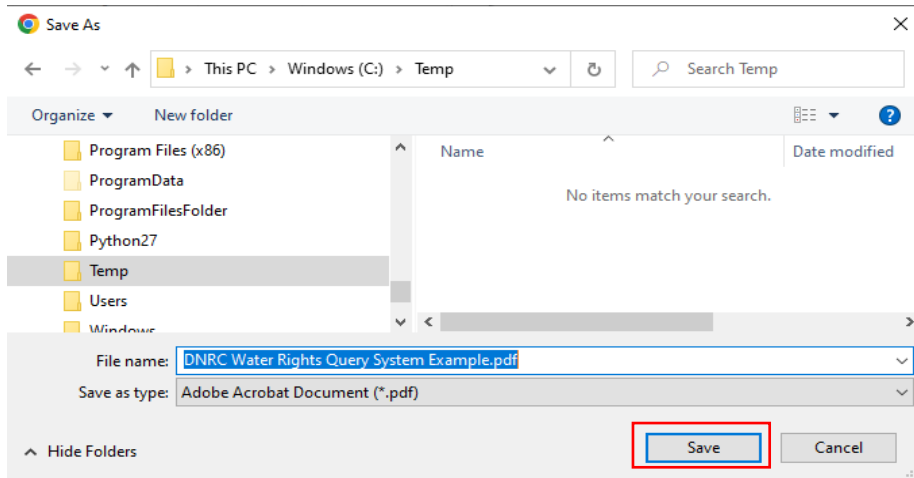 Save As
This PC > Windows (C:) > Temp
Search Temp
Organize New folder
?
Program Files (x86)
ProgramData
ProgramFilesFolder
Python27
Temp
Users
Windows
Name Date modified
No items match your search.
File name: DNRC Water Rights Query System Example.pdf
Save as type: Adobe Acrobat Document (*.pdf)
Hide Folders
Save Cancel